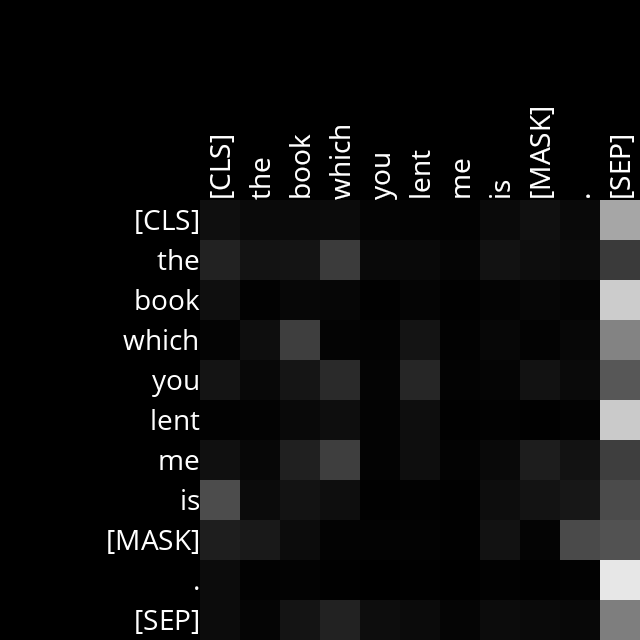 [CLS] the book which you lent me is [MASK] . [SEP]
[CLS]
the
book
which
you
lent
me
is
[MASK]
.
[SEP]